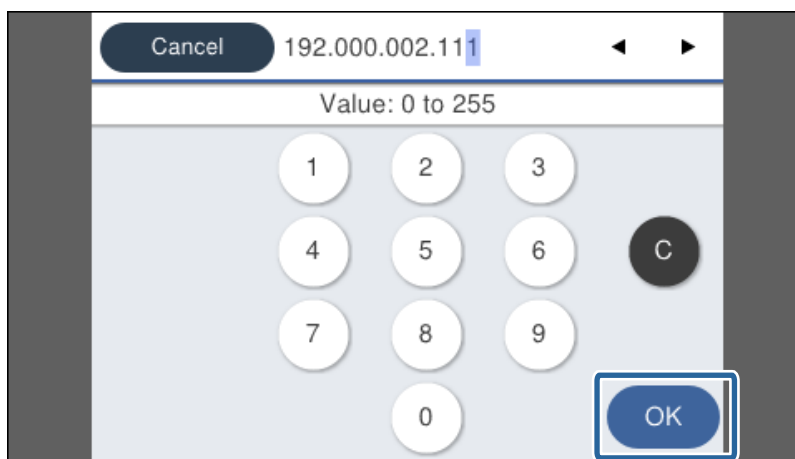 Cancel 192.000.002.111 ◀ ▶
Value: 0 to 255
1 2 3
4 5 6 C
7 8 9
0 OK